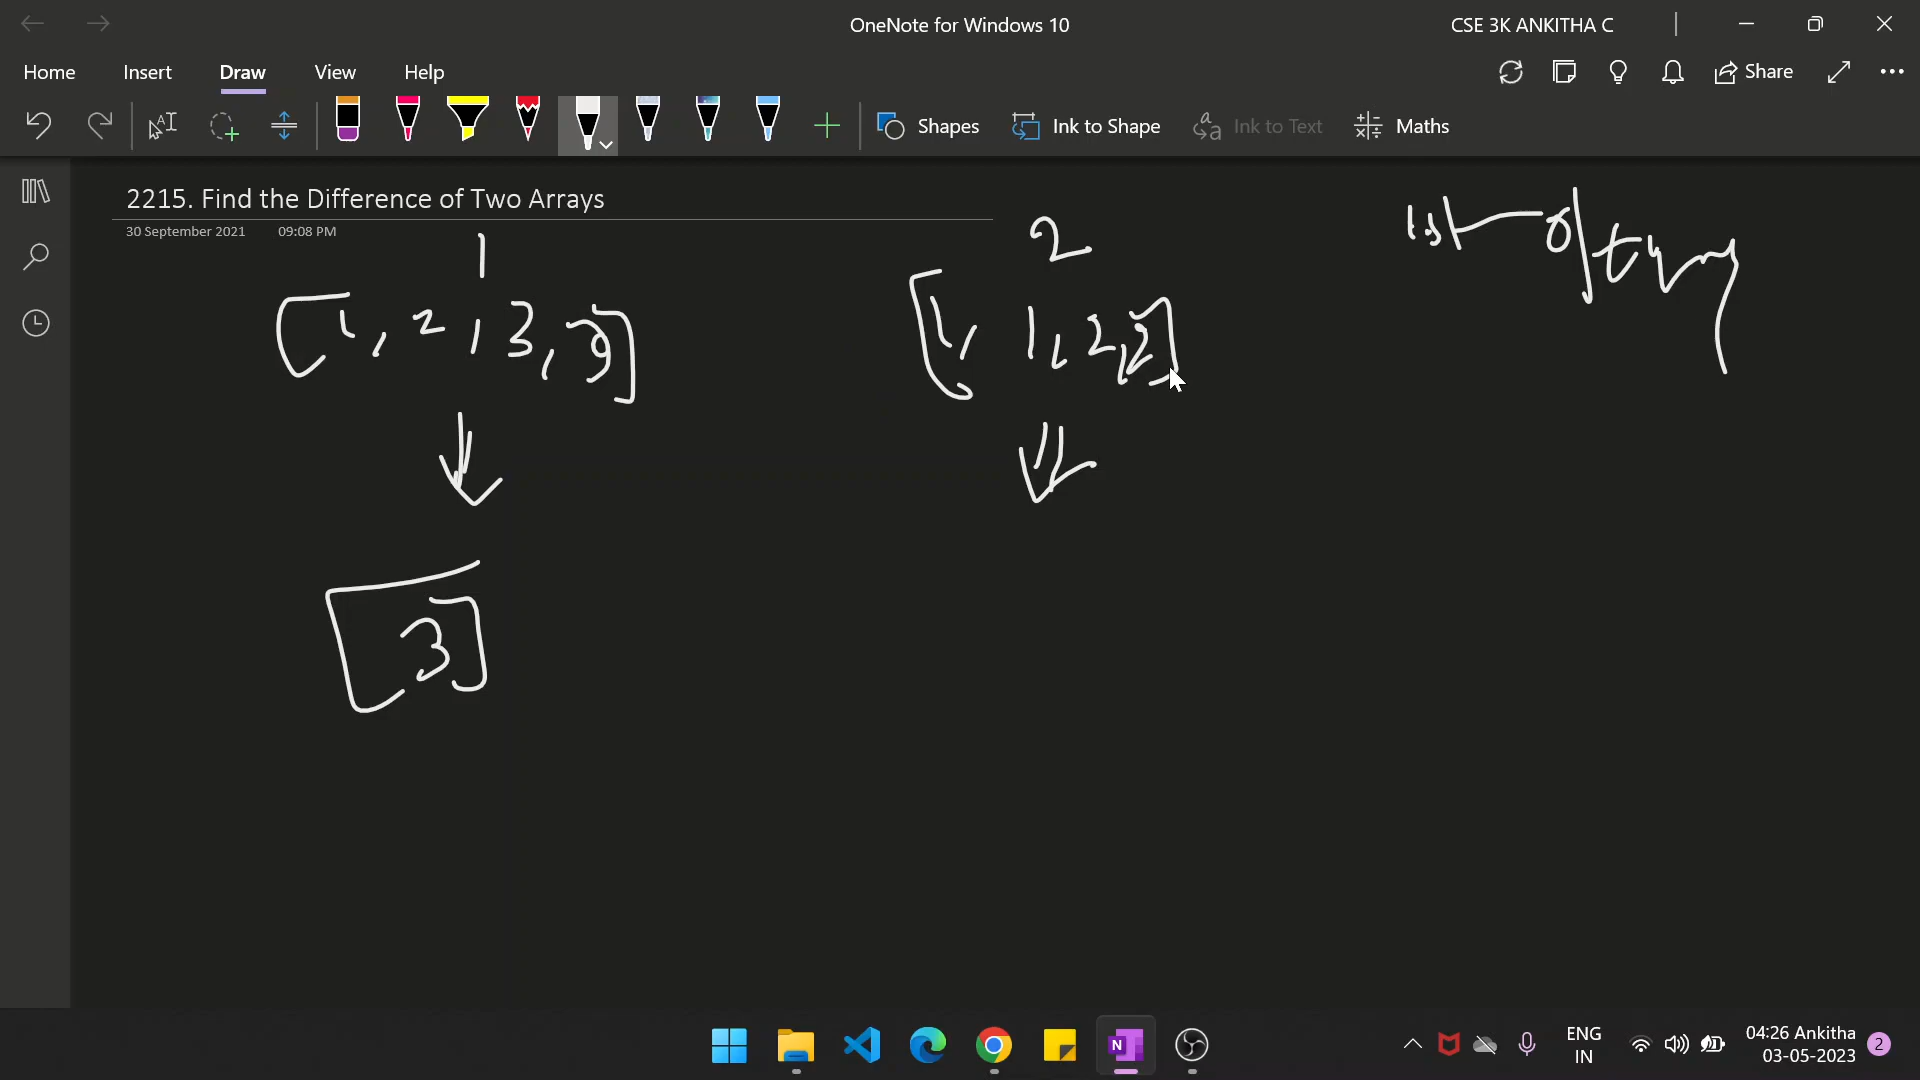 OneNote for Windows 10
CSE 3K ANKITHA C
Home Insert Draw View Help
Share
Shapes Ink to Shape Ink to Text Maths
2215. Find the Difference of Two Arrays
30 September 2021 09:08 PM
1
2
[1, 2, 3, 3]
[1, 1, 2, 2]
[3]
ENG
IN
04:26 Ankitha
03-05-2023
2